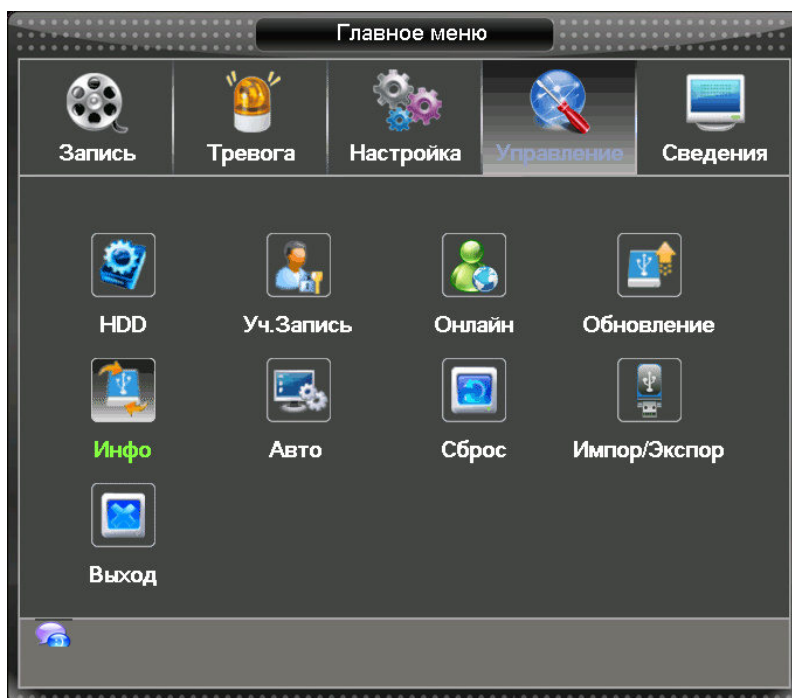 Главное меню
Запись Тревога Настройка Управление Сведения
HDD Уч.Запись Онлайн Обновление
Инфо Авто Сброс Импор/Экспор
Выход